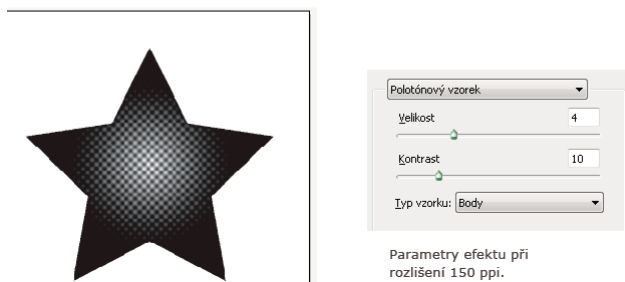 Polotónový vzorek
Velikost 4
Kontrast 10
Typ vzorku: Body
Parametry efektu při
rozlišení 150 ppi.